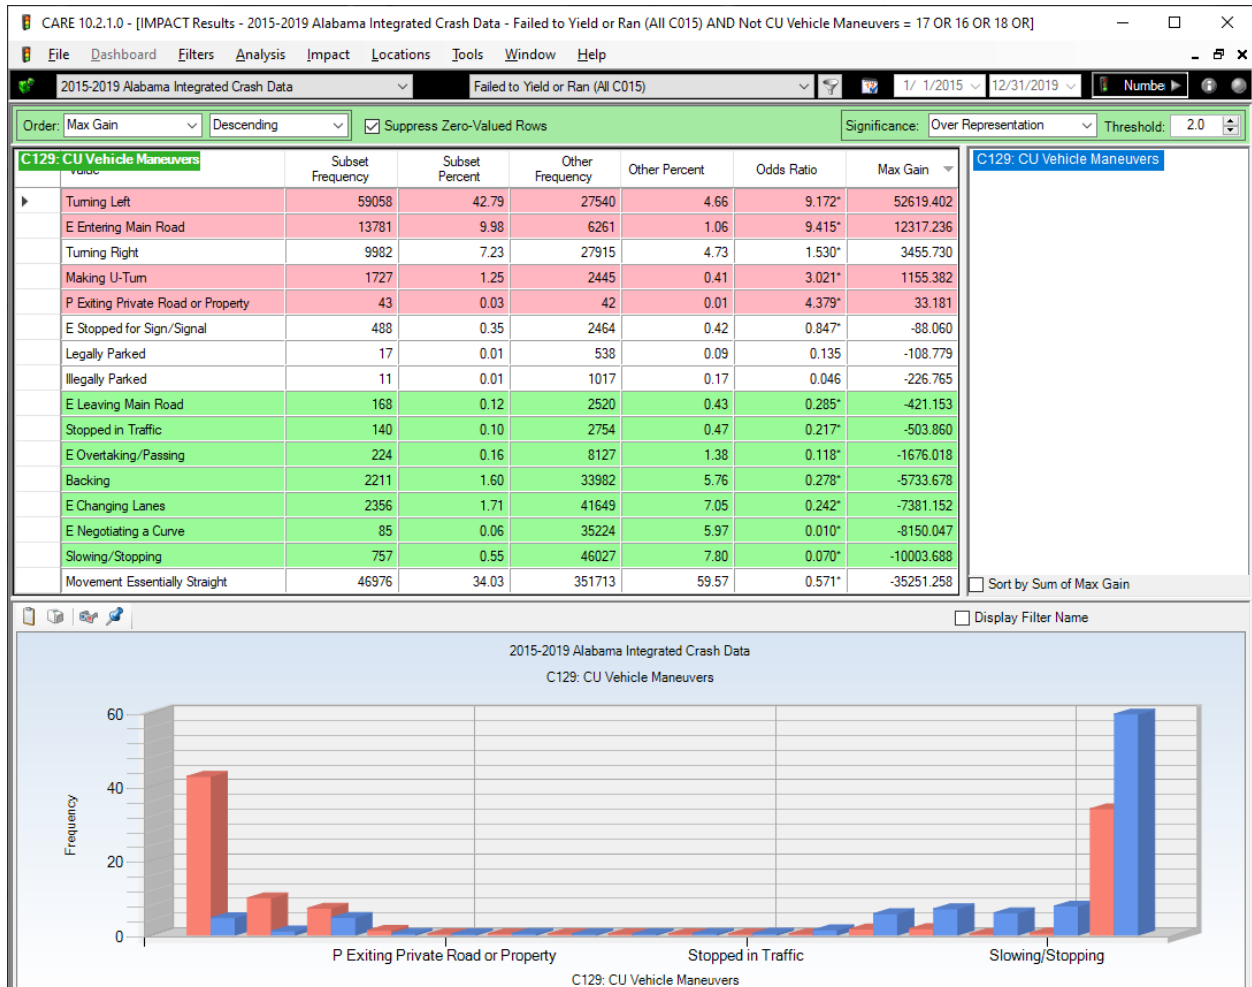 CARE 10.2.1.0 - [IMPACT Results - 2015-2019 Alabama Integrated Crash Data - Failed to Yield or Ran (All C015) AND Not CU Vehicle Maneuvers = 17 OR 16 OR 18 OR]
File Dashboard Filters Analysis Impact Locations Tools Window Help
2015-2019 Alabama Integrated Crash Data Failed to Yield or Ran (All C015) 1/ 1/2015 12/31/2019 Numbe
Order: Max Gain Descending Suppress Zero-Valued Rows Significance: Over Representation Threshold: 2.0
C129: CU Vehicle Maneuvers Subset Frequency Subset Percent Other Frequency Other Percent Odds Ratio Max Gain C129: CU Vehicle Maneuvers
Turning Left 59058 42.79 27540 4.66 9.172* 52619.402
E Entering Main Road 13781 9.98 6261 1.06 9.415* 12317.236
Turning Right 9982 7.23 27915 4.73 1.530* 3455.730
Making U-Turn 1727 1.25 2445 0.41 3.021* 1155.382
P Exiting Private Road or Property 43 0.03 42 0.01 4.379* 33.181
E Stopped for Sign/Signal 488 0.35 2464 0.42 0.847* -88.060
Legally Parked 17 0.01 538 0.09 0.135 -108.779
Illegally Parked 11 0.01 1017 0.17 0.046 -226.765
E Leaving Main Road 168 0.12 2520 0.43 0.285* -421.153
Stopped in Traffic 140 0.10 2754 0.47 0.217* -503.860
E Overtaking/Passing 224 0.16 8127 1.38 0.118* -1676.018
Backing 2211 1.60 33982 5.76 0.278* -5733.678
E Changing Lanes 2356 1.71 41649 7.05 0.242* -7381.152
E Negotiating a Curve 85 0.06 35224 5.97 0.010* -8150.047
Slowing/Stopping 757 0.55 46027 7.80 0.070* -10003.688
Movement Essentially Straight 46976 34.03 351713 59.57 0.571* -35251.258
Sort by Sum of Max Gain
Display Filter Name
2015-2019 Alabama Integrated Crash Data
C129: CU Vehicle Maneuvers
60
40
20
0
Frequency
P Exiting Private Road or Property Stopped in Traffic Slowing/Stopping
C129: CU Vehicle Maneuvers